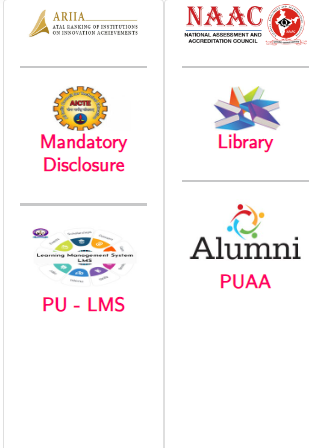 ARIIA
ATAL RANKING OF INSTITUTIONS
ON INNOVATION ACHIEVEMENTS
AICTE
Mandatory
Disclosure
Learning Management System
LMS
PU - LMS
NAAC
NATIONAL ASSESSMENT AND
ACCREDITATION COUNCIL
Library
Alumni
PUAA